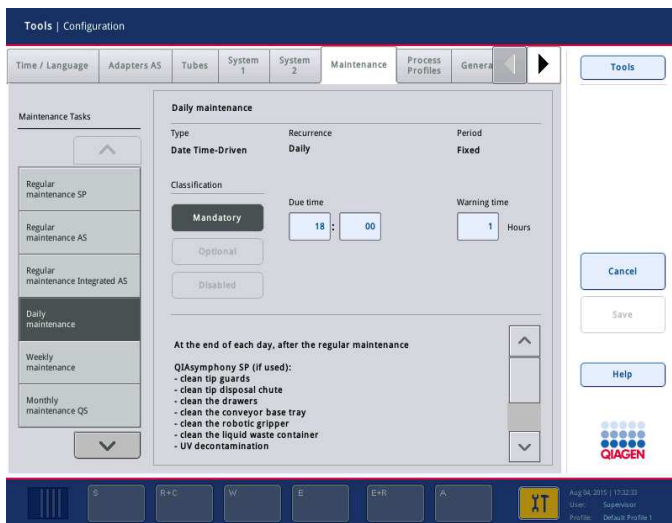 Tools | Configuration
Time / Language
Adapters AS
Tubes
System 1
System 2
Maintenance
Process Profiles
Genera
Tools
Maintenance Tasks
Regular maintenance SP
Regular maintenance AS
Regular maintenance Integrated AS
Daily maintenance
Weekly maintenance
Monthly maintenance QS
Daily maintenance
Type
Recurrence
Period
Date Time-Driven
Daily
Fixed
Classification
Mandatory
Optional
Disabled
Due time
18 : 00
Warning time
1 Hours
At the end of each day, after the regular maintenance
QIAsymphony SP (if used):
- clean tip guards
- clean tip disposal chute
- clean the drawers
- clean the conveyor base tray
- clean the robotic gripper
- clean the liquid waste container
- UV decontamination
Cancel
Save
Help
QIAGEN
S
R+C
W
E
E+R
A
Aug 04, 2015 | 17:32:33
User: Supervisor
Profile: Default Profile 1